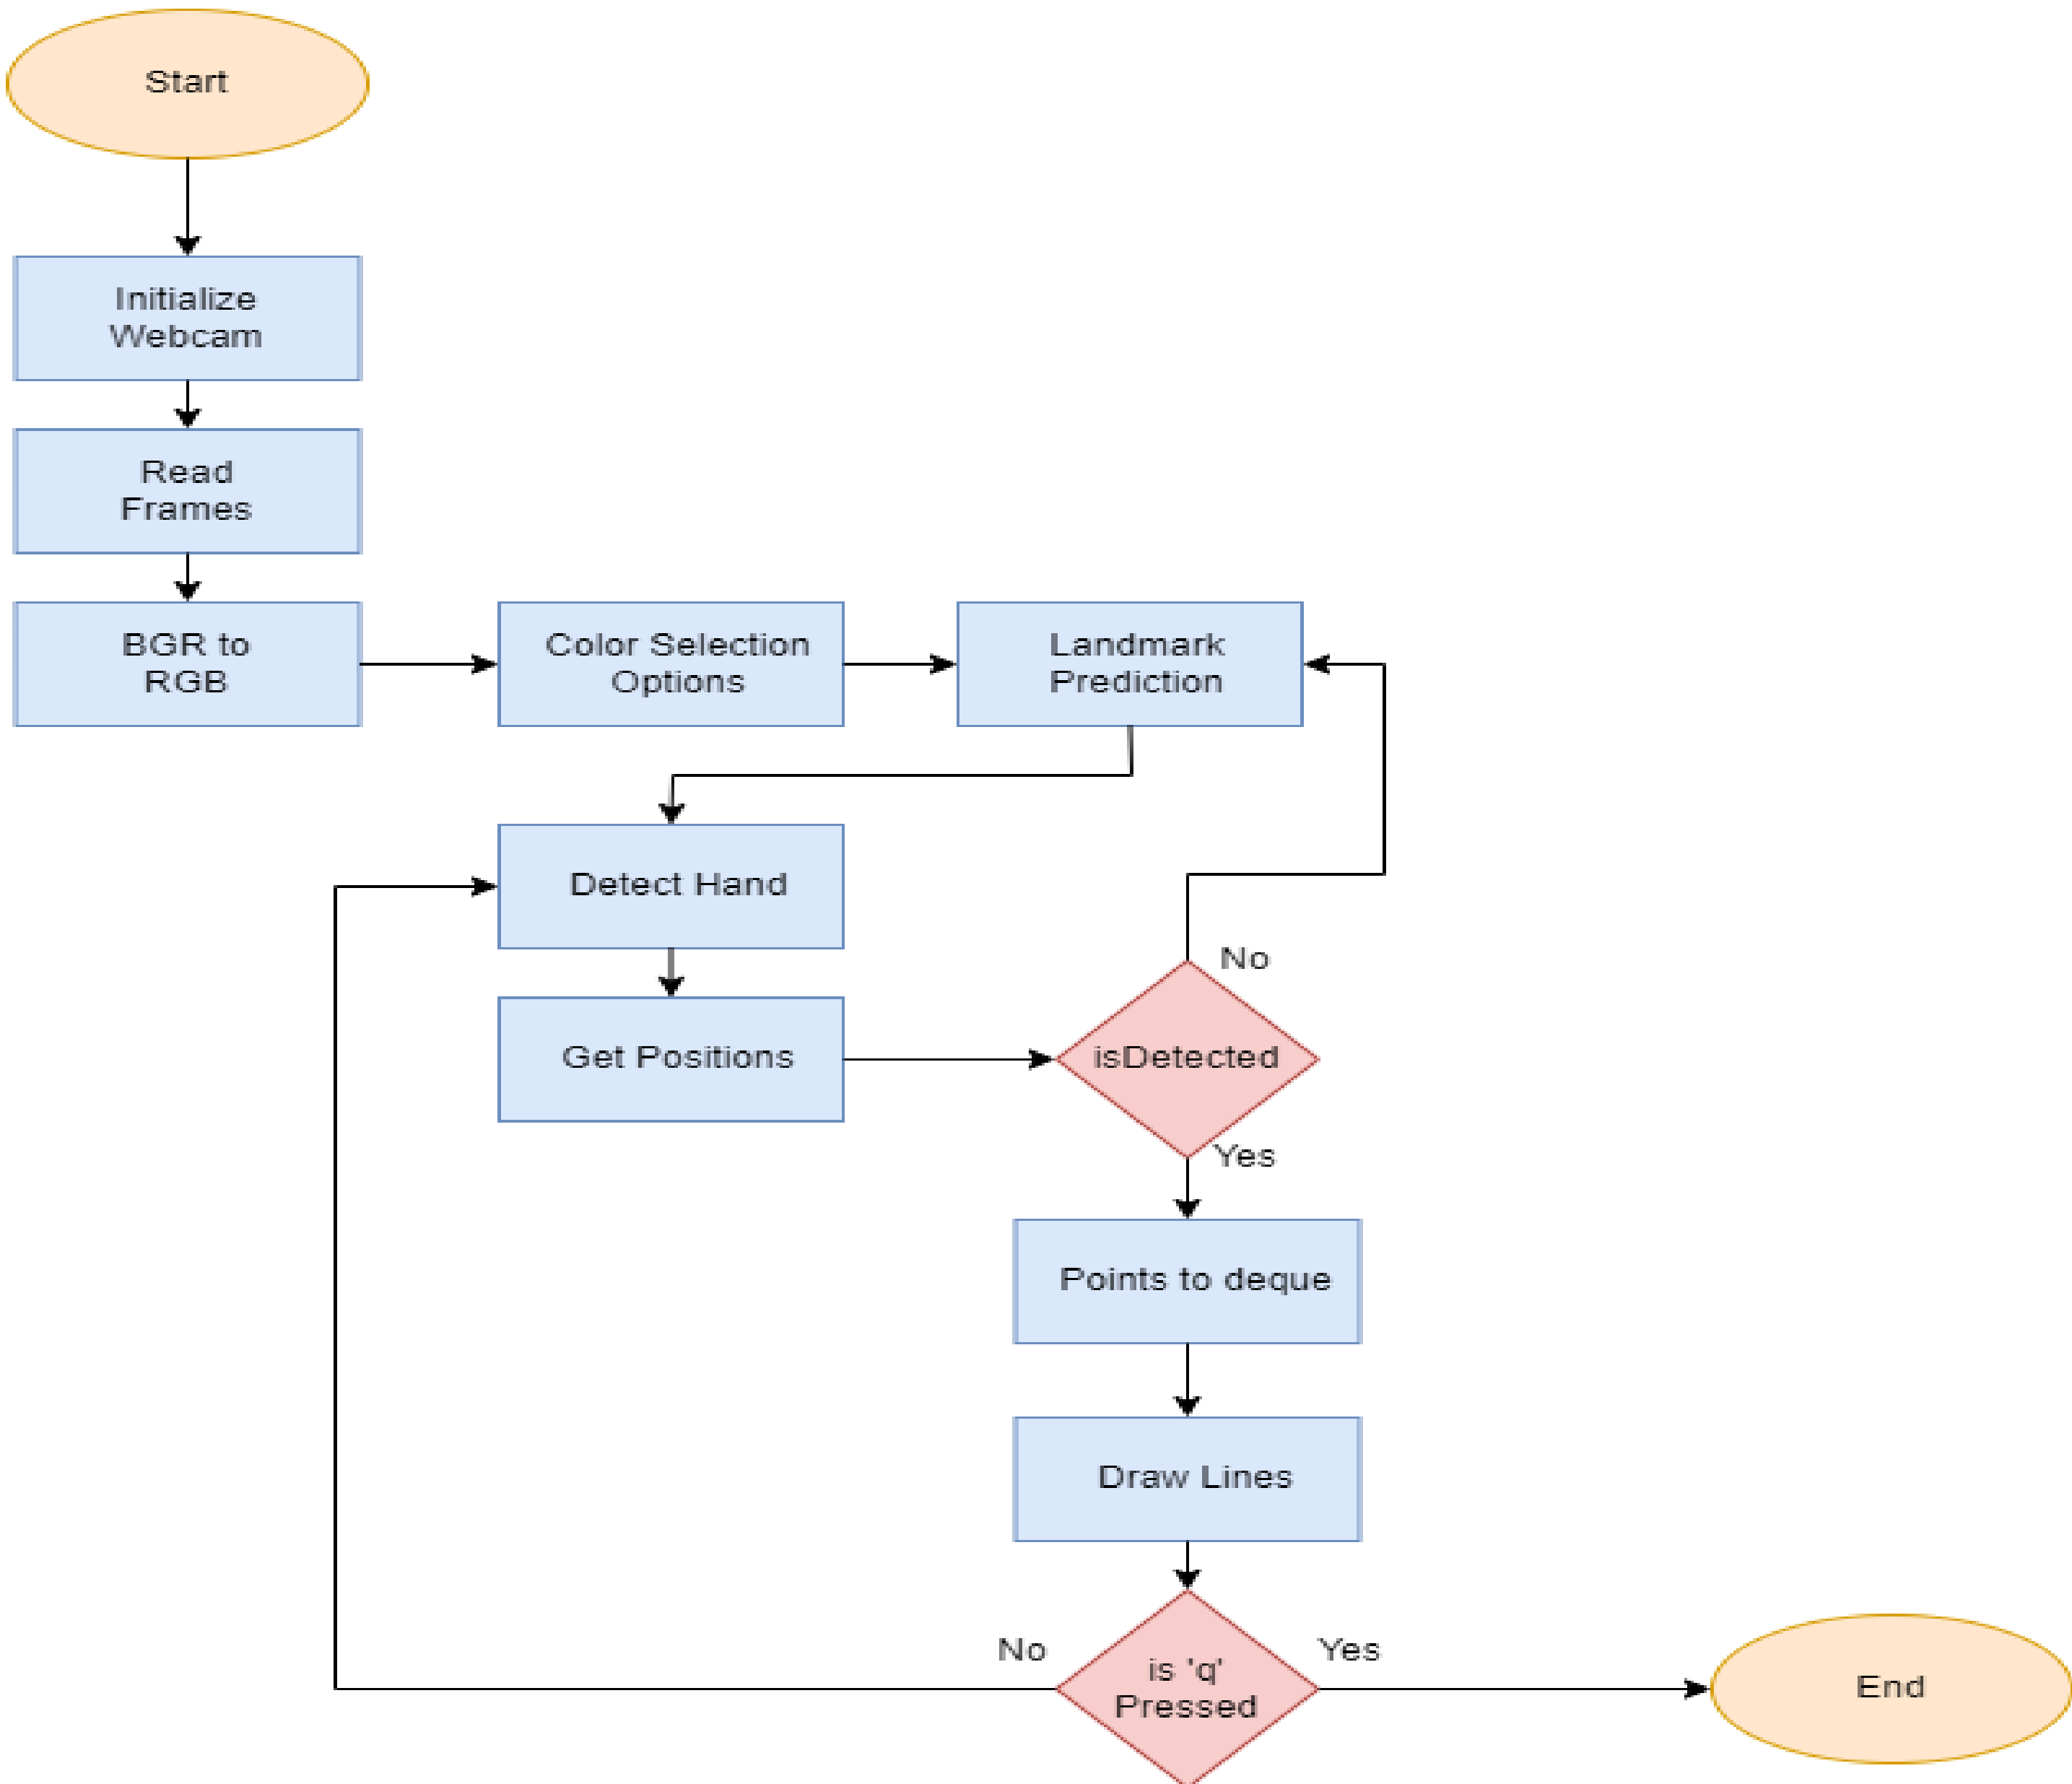 Start
Initialize
Webcam
Read
Frames
BGR to
RGB
Color Selection
Options
Landmark
Prediction
Detect Hand
Get Positions
No
isDetected
Yes
Points to deque
Draw Lines
No
is 'q'
Pressed
Yes
End